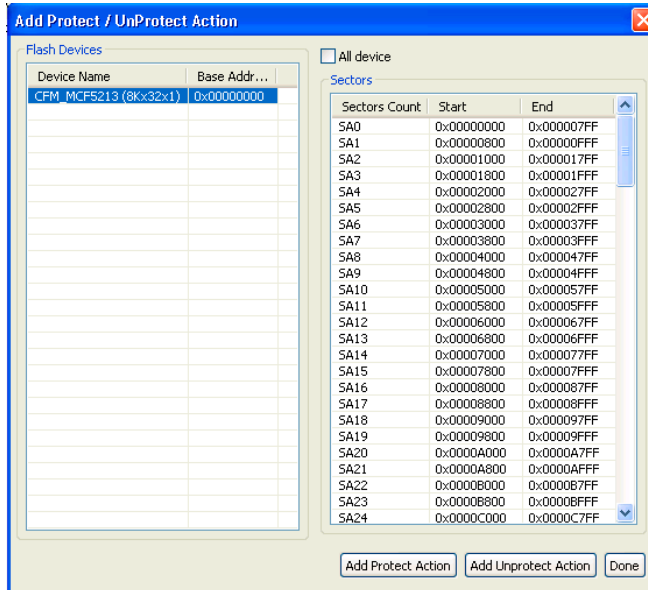 Add Protect / UnProtect Action
Flash Devices
Device Name Base Addr...
CFM_MCF5213 (8Kx32x1) 0x00000000
All device
Sectors
Sectors Count Start End
SA0 0x00000000 0x000007FF
SA1 0x00000800 0x00000FFF
SA2 0x00001000 0x000017FF
SA3 0x00001800 0x00001FFF
SA4 0x00002000 0x000027FF
SA5 0x00002800 0x00002FFF
SA6 0x00003000 0x000037FF
SA7 0x00003800 0x00003FFF
SA8 0x00004000 0x000047FF
SA9 0x00004800 0x00004FFF
SA10 0x00005000 0x000057FF
SA11 0x00005800 0x00005FFF
SA12 0x00006000 0x000067FF
SA13 0x00006800 0x00006FFF
SA14 0x00007000 0x000077FF
SA15 0x00007800 0x00007FFF
SA16 0x00008000 0x000087FF
SA17 0x00008800 0x00008FFF
SA18 0x00009000 0x000097FF
SA19 0x00009800 0x00009FFF
SA20 0x0000A000 0x0000A7FF
SA21 0x0000A800 0x0000AFFF
SA22 0x0000B000 0x0000B7FF
SA23 0x0000B800 0x0000BFFF
SA24 0x0000C000 0x0000C7FF
Add Protect Action Add Unprotect Action Done